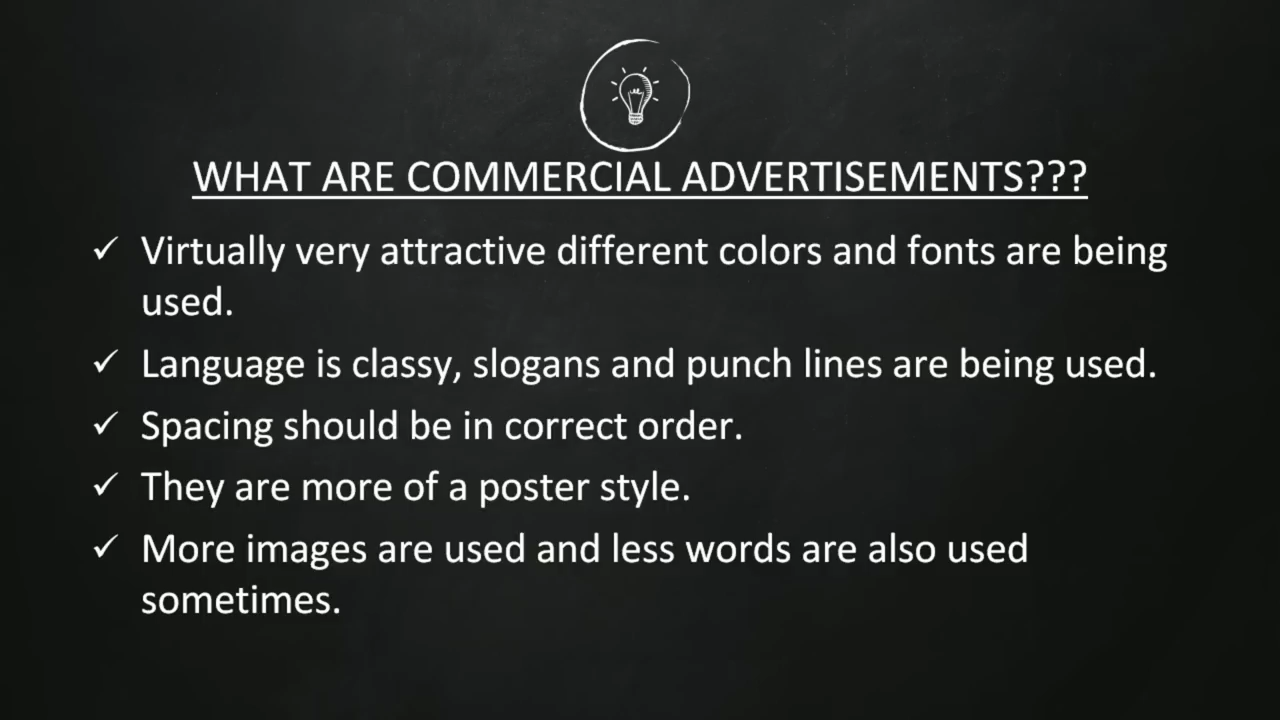 WHAT ARE COMMERCIAL ADVERTISEMENTS???
✓ Virtually very attractive different colors and fonts are being
used.
✓ Language is classy, slogans and punch lines are being used.
✓ Spacing should be in correct order.
✓ They are more of a poster style.
✓ More images are used and less words are also used
sometimes.